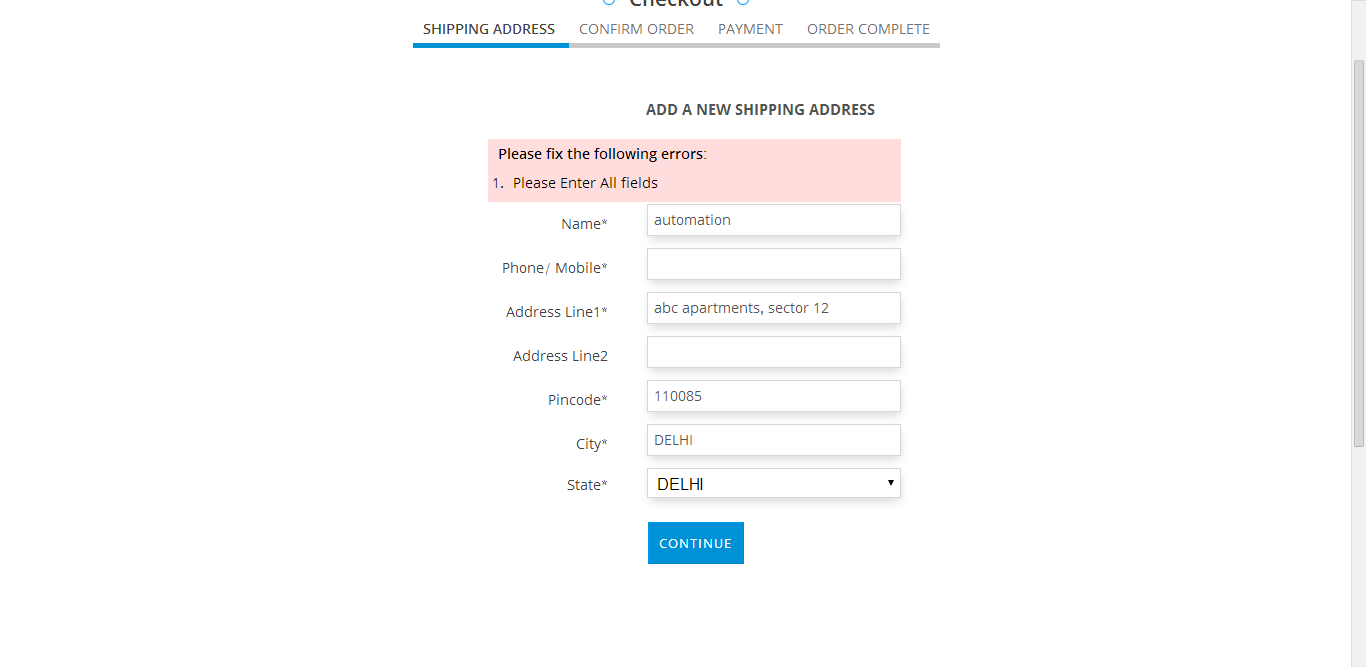 Checkout
SHIPPING ADDRESS CONFIRM ORDER PAYMENT ORDER COMPLETE
ADD A NEW SHIPPING ADDRESS
Please fix the following errors:
1. Please Enter All fields
Name* automation
Phone/ Mobile*
Address Line1* abc apartments, sector 12
Address Line2
Pincode* 110085
City* DELHI
State* DELHI
CONTINUE